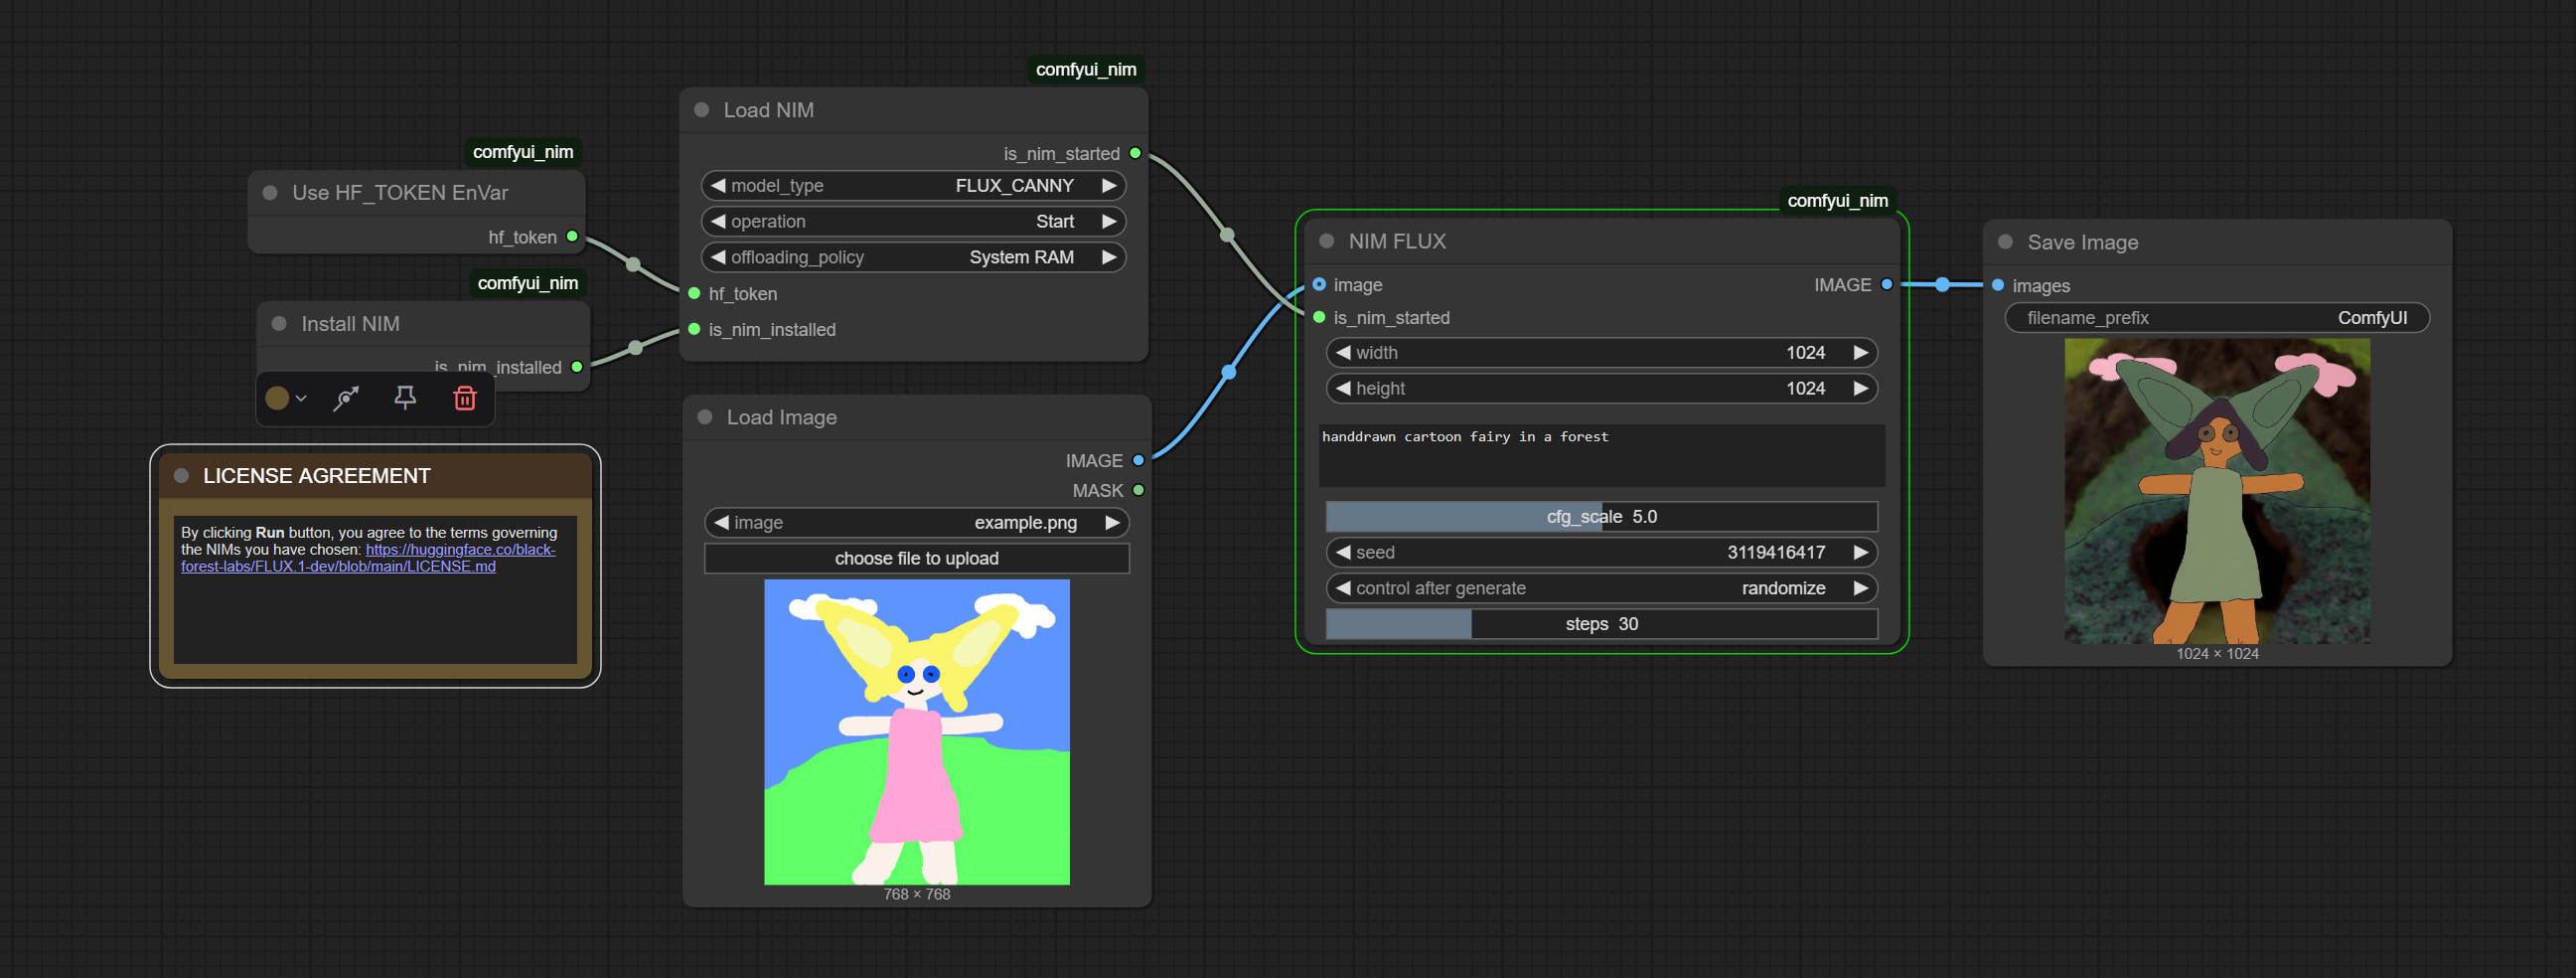 comfyui_nim
Use HF_TOKEN EnVar
hf_token
comfyui_nim
Install NIM
is_nim_installed
LICENSE AGREEMENT
By clicking Run button, you agree to the terms governing
the NIMs you have chosen: https://huggingface.co/black-
forest-labs/FLUX.1-dev/blob/main/LICENSE.md
comfyui_nim
Load NIM
is_nim_started
model_type FLUX_CANNY
operation Start
offloading_policy System RAM
hf_token
is_nim_installed
Load Image
IMAGE
MASK
image example.png
choose file to upload
768 × 768
comfyui_nim
NIM FLUX
image IMAGE
is_nim_started
width 1024
height 1024
handdrawn cartoon fairy in a forest
cfg_scale 5.0
seed 3119416417
control after generate randomize
steps 30
Save Image
images
filename_prefix ComfyUI
1024 × 1024